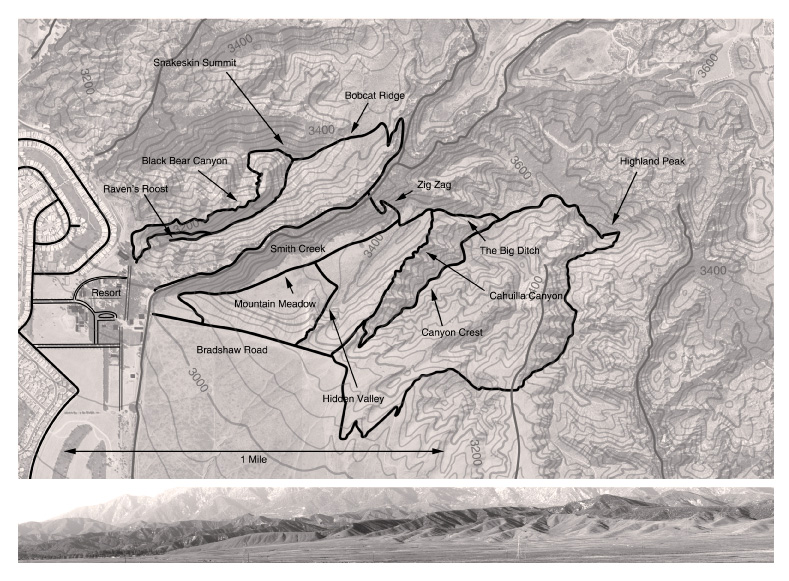 3400
3600
3200
Snakeskin Summit
Bobcat Ridge
3400
Black Bear Canyon
3600
Highland Peak
Raven's Roost
Zig Zag
Smith Creek
3400
The Big Ditch
3400
Resort
Mountain Meadow
Cahuilla Canyon
3400
Canyon Crest
Bradshaw Road
3000
Hidden Valley
3200
1 Mile